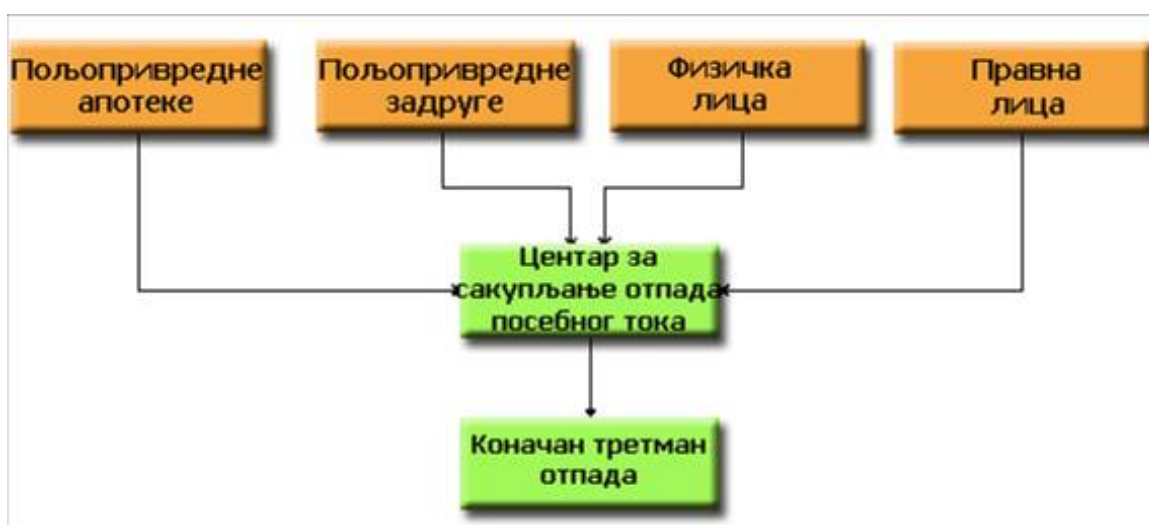 Пољопривредне
апотеке
Пољопривредне
задруге
Физичка
лица
Правна
лица
Центар за
сакупљање отпада
посебног тока
Коначан третман
отпада